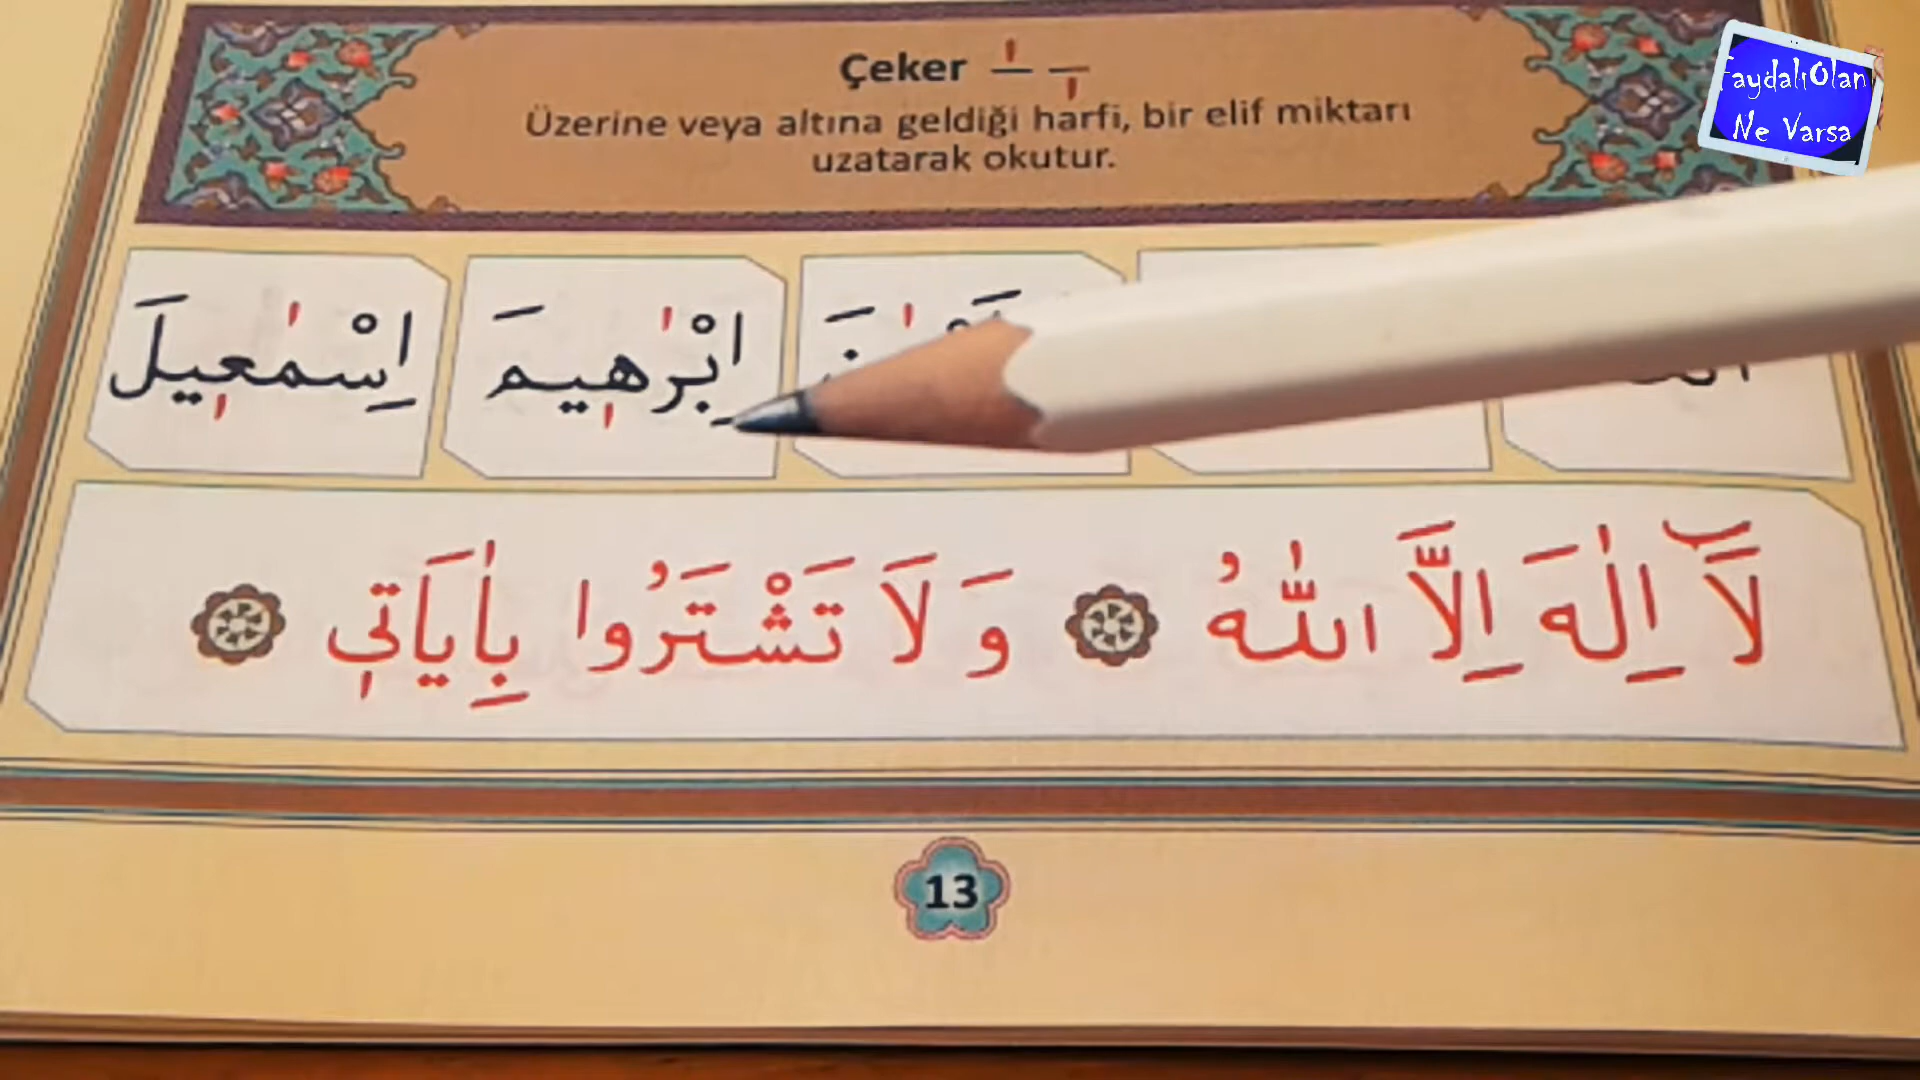 Çeker
Üzerine veya altına geldiği harfi, bir elif miktarı
uzatarak okutur.
اِبْرٰهٖيمَ اِسْمٰعٖيلَ
لَٓا اِلٰهَ اِلَّا اللّٰهُ وَ لَا تَشْتَرُوا بِاٰيَاتٖي
13
FaydalıOlan
Ne Varsa